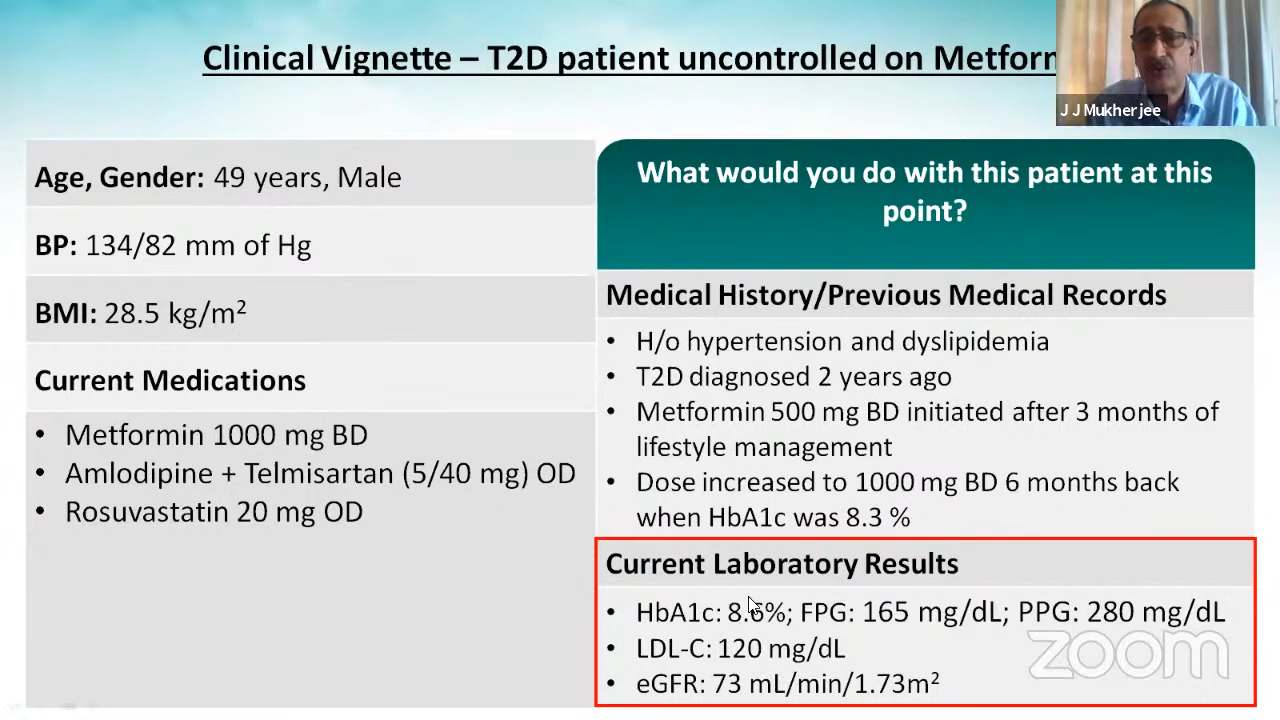 Clinical Vignette – T2D patient uncontrolled on
J J Mukherjee
Age, Gender: 49 years, Male
BP: 134/82 mm of Hg
BMI: 28.5 kg/m²
Current Medications
• Metformin 1000 mg BD
• Amlodipine + Telmisartan (5/40 mg) OD
• Rosuvastatin 20 mg OD
What would you do with this patient at this
point?
Medical History/Previous Medical Records
• H/o hypertension and dyslipidemia
• T2D diagnosed 2 years ago
• Metformin 500 mg BD initiated after 3 months of
lifestyle management
• Dose increased to 1000 mg BD 6 months back
when HbA1c was 8.3 %
Current Laboratory Results
• HbA1c: 8.6%; FPG: 165 mg/dL; PPG: 280 mg/dL
• LDL-C: 120 mg/dL
• eGFR: 73 mL/min/1.73m²
zoom